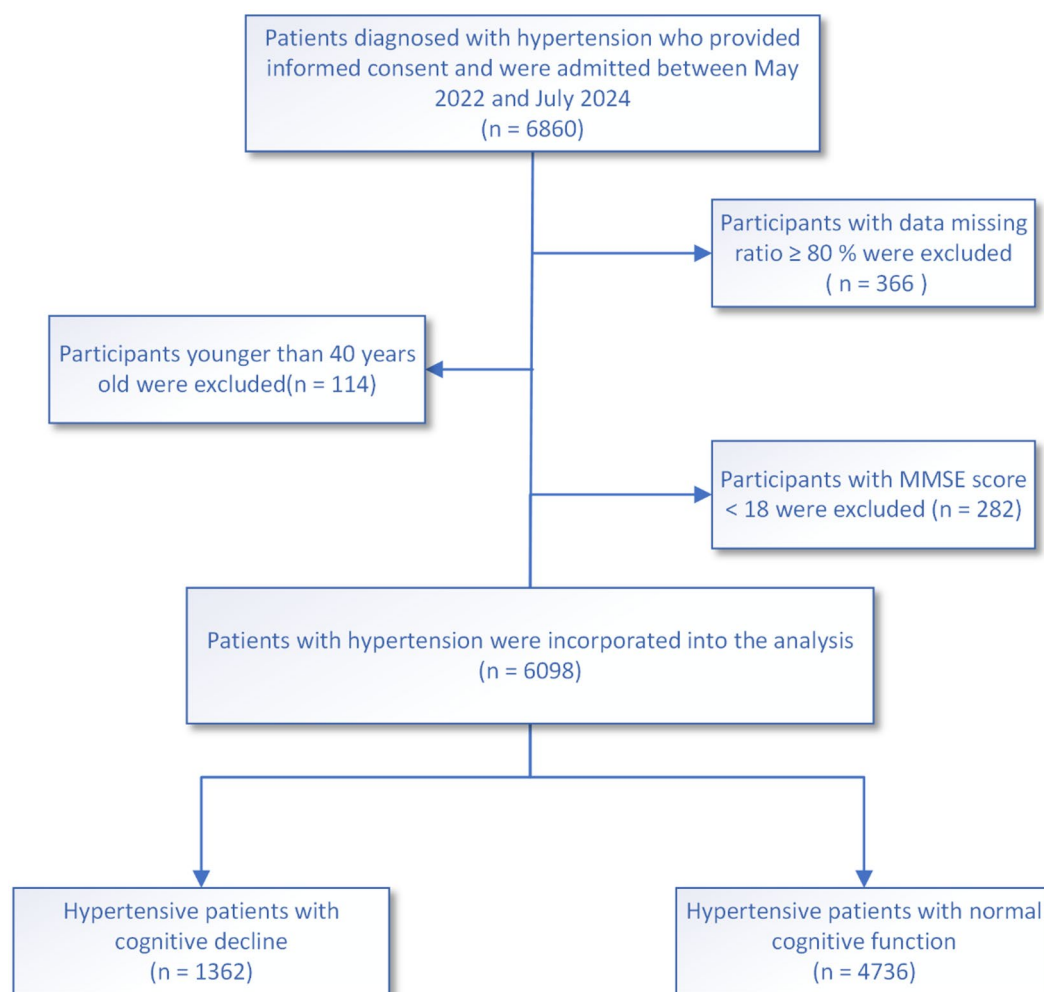 Patients diagnosed with hypertension who provided
informed consent and were admitted between May
2022 and July 2024
(n = 6860)
Participants with data missing
ratio ≥ 80 % were excluded
( n = 366 )
Participants younger than 40 years
old were excluded(n = 114)
Participants with MMSE score
< 18 were excluded (n = 282)
Patients with hypertension were incorporated into the analysis
(n = 6098)
Hypertensive patients with
cognitive decline
(n = 1362)
Hypertensive patients with normal
cognitive function
(n = 4736)